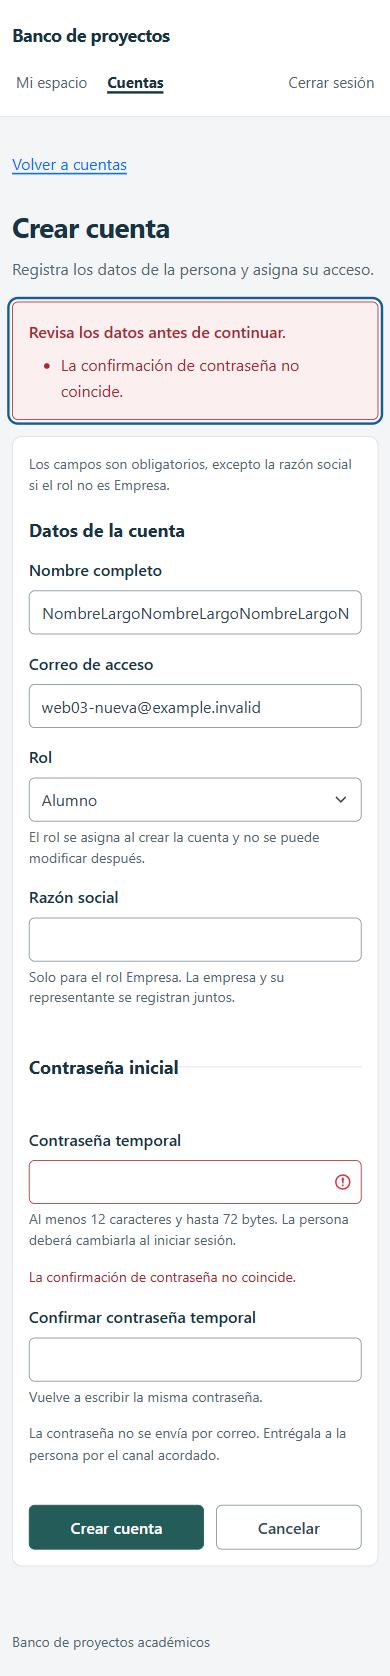 Banco de proyectos
Mi espacio Cuentas Cerrar sesión
Volver a cuentas
Crear cuenta
Registra los datos de la persona y asigna su acceso.
Revisa los datos antes de continuar.
La confirmación de contraseña no
coincide.
Los campos son obligatorios, excepto la razón social
si el rol no es Empresa.
Datos de la cuenta
Nombre completo
NombreLargoNombreLargoNombreLargoN
Correo de acceso
web03-nueva@example.invalid
Rol
Alumno
El rol se asigna al crear la cuenta y no se puede
modificar después.
Razón social
Solo para el rol Empresa. La empresa y su
representante se registran juntos.
Contraseña inicial
Contraseña temporal
Al menos 12 caracteres y hasta 72 bytes. La persona
deberá cambiarla al iniciar sesión.
La confirmación de contraseña no coincide.
Confirmar contraseña temporal
Vuelve a escribir la misma contraseña.
La contraseña no se envía por correo. Entrégala a la
persona por el canal acordado.
Crear cuenta Cancelar
Banco de proyectos académicos